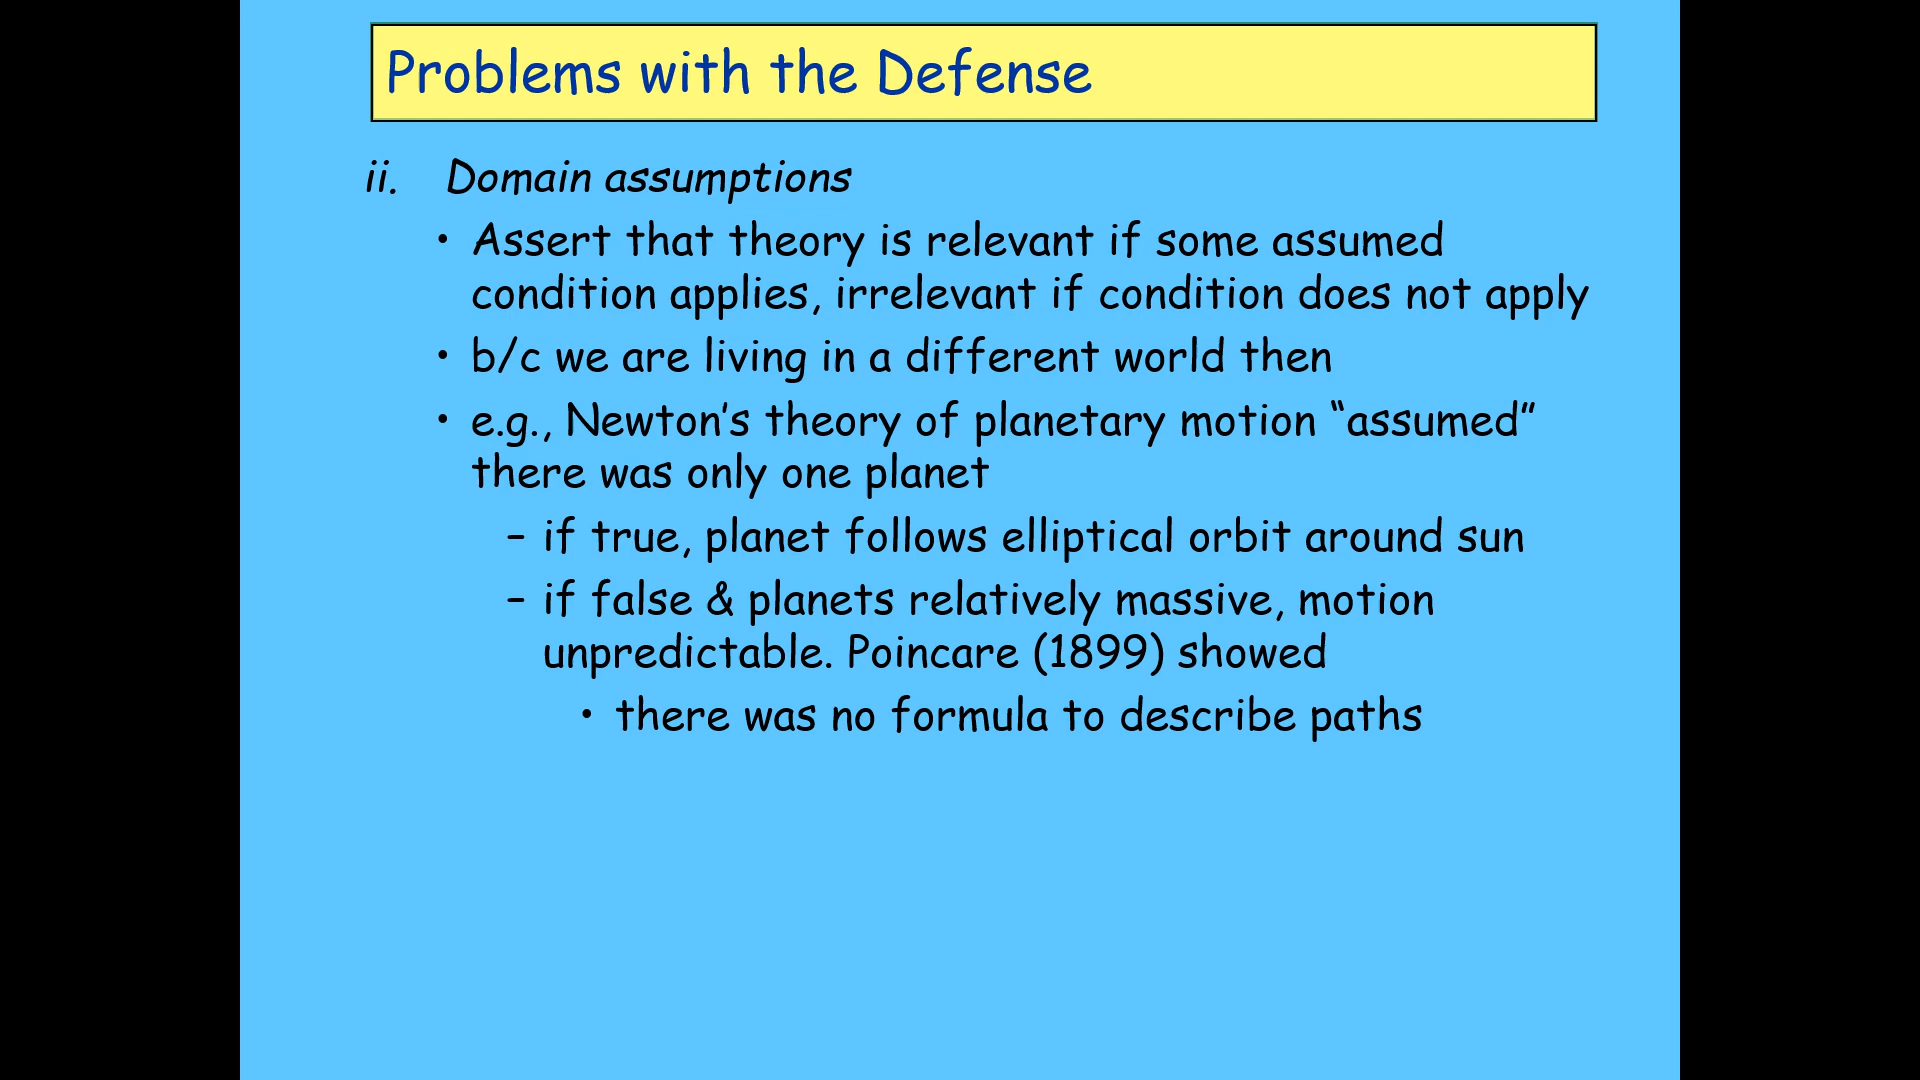 Problems with the Defense
ii. Domain assumptions
• Assert that theory is relevant if some assumed
condition applies, irrelevant if condition does not apply
• b/c we are living in a different world then
• e.g., Newton’s theory of planetary motion “assumed”
there was only one planet
– if true, planet follows elliptical orbit around sun
– if false & planets relatively massive, motion
unpredictable. Poincare (1899) showed
• there was no formula to describe paths